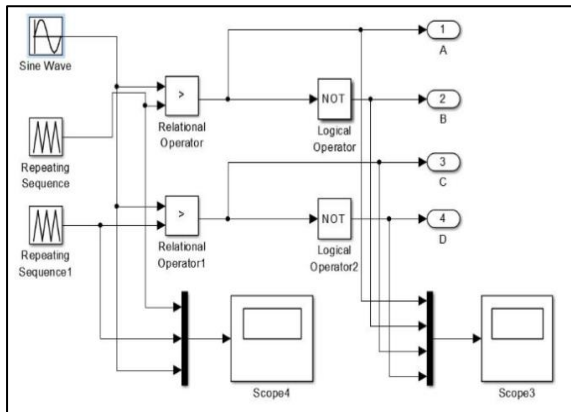 Sine Wave
1
A
>
Relational
Operator
NOT
Logical
Operator
2
B
Repeating
Sequence
3
C
>
Relational
Operator1
NOT
Logical
Operator2
4
D
Repeating
Sequence1
Scope4
Scope3